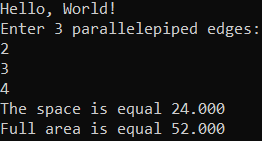 Hello, World!
Enter 3 parallelepiped edges:
2
3
4
The space is equal 24.000
Full area is equal 52.000